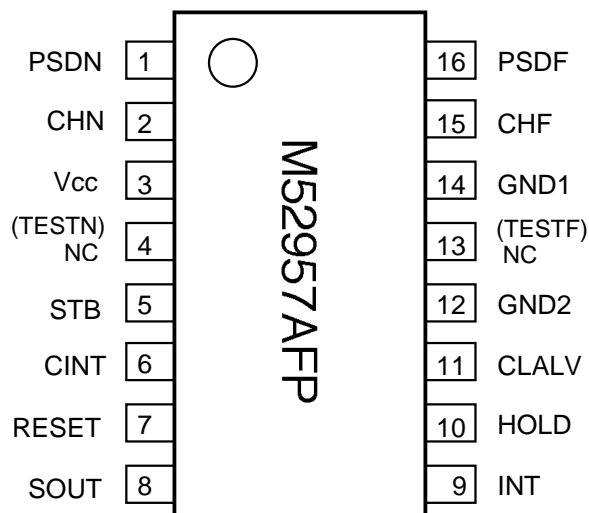 PSDN 1 16 PSDF
CHN 2 15 CHF
Vcc 3 14 GND1
(TESTN) 4 13 (TESTF)
NC NC
STB 5 12 GND2
CINT 6 11 CLALV
RESET 7 10 HOLD
SOUT 8 9 INT
M52957AFP